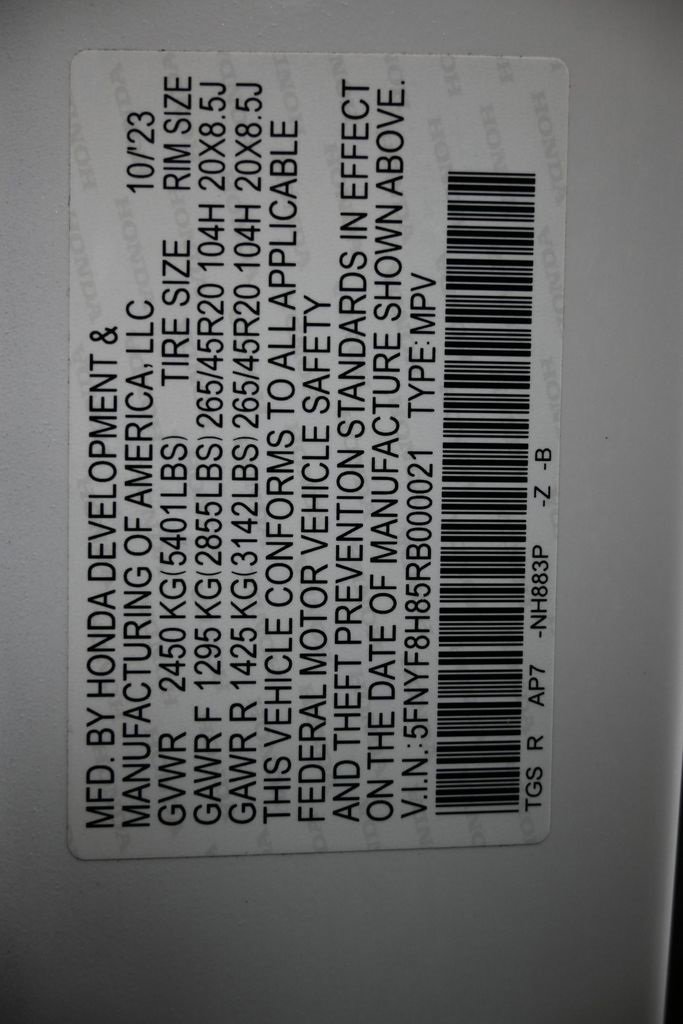 MFD. BY HONDA DEVELOPMENT &
MANUFACTURING OF AMERICA, LLC 10/'23
GVWR 2450 KG(5401LBS) TIRE SIZE RIM SIZE
GAWR F 1295 KG(2855LBS) 265/45R20 104H 20X8.5J
GAWR R 1425 KG(3142LBS) 265/45R20 104H 20X8.5J
THIS VEHICLE CONFORMS TO ALL APPLICABLE
FEDERAL MOTOR VEHICLE SAFETY
AND THEFT PREVENTION STANDARDS IN EFFECT
ON THE DATE OF MANUFACTURE SHOWN ABOVE.
V.I.N.: 5FNYF8H85RB000021 TYPE: MPV
TGS R AP7 -NH883P -Z -B